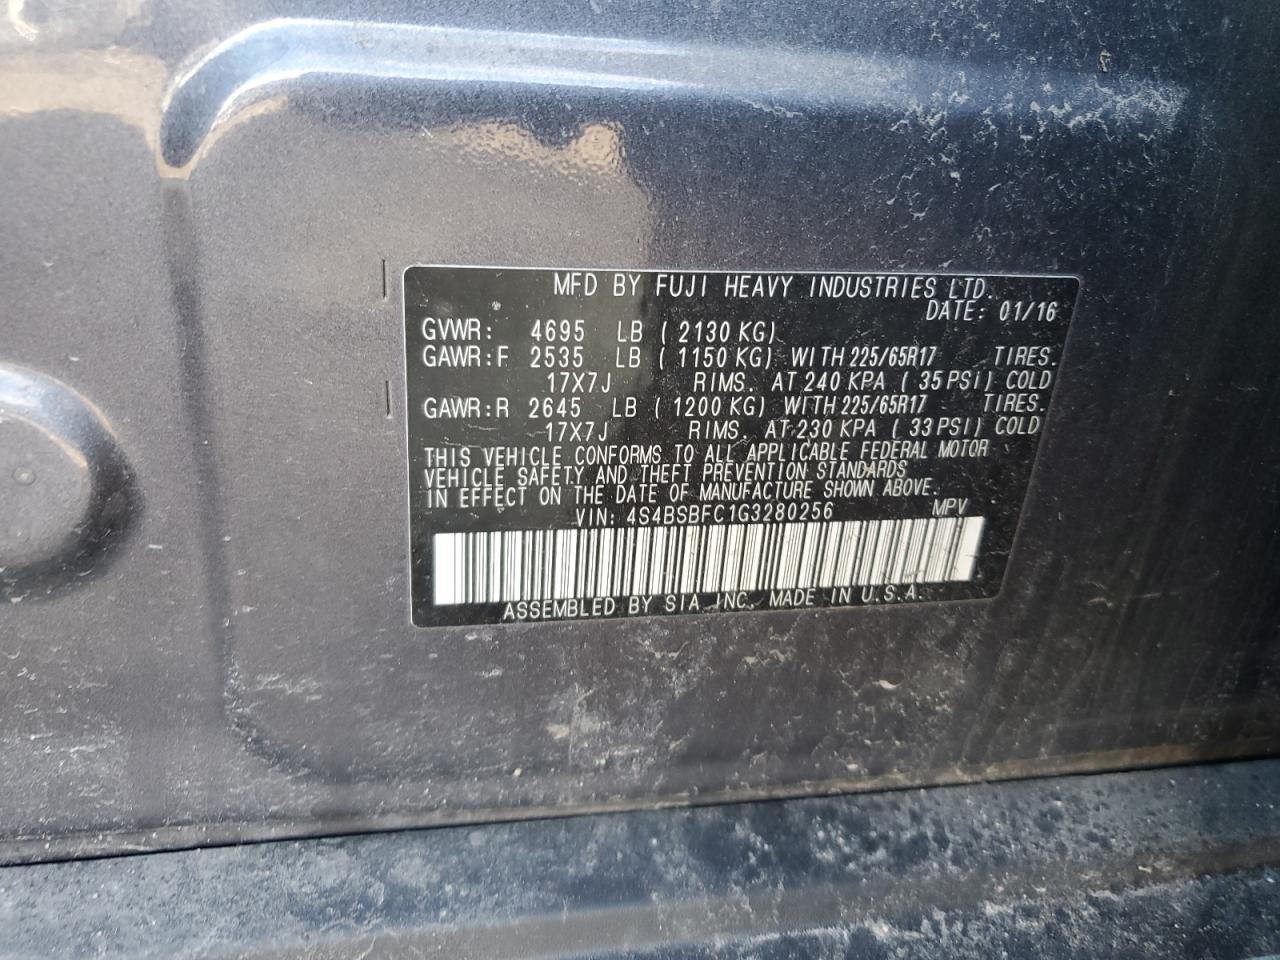 MFD BY FUJI HEAVY INDUSTRIES LTD.
DATE: 01/16
GVWR: 4695 LB ( 2130 KG)
GAWR:F 2535 LB ( 1150 KG) WITH 225/65R17 TIRES.
17X7J RIMS. AT 240 KPA ( 35 PSI) COLD
GAWR:R 2645 LB ( 1200 KG) WITH 225/65R17 TIRES.
17X7J RIMS. AT 230 KPA ( 33 PSI) COLD
THIS VEHICLE CONFORMS TO ALL APPLICABLE FEDERAL MOTOR
VEHICLE SAFETY AND THEFT PREVENTION STANDARDS
IN EFFECT ON THE DATE OF MANUFACTURE SHOWN ABOVE.
VIN: 4S4BSBFC1G3280256 MPV
ASSEMBLED BY SIA INC. MADE IN U.S.A.